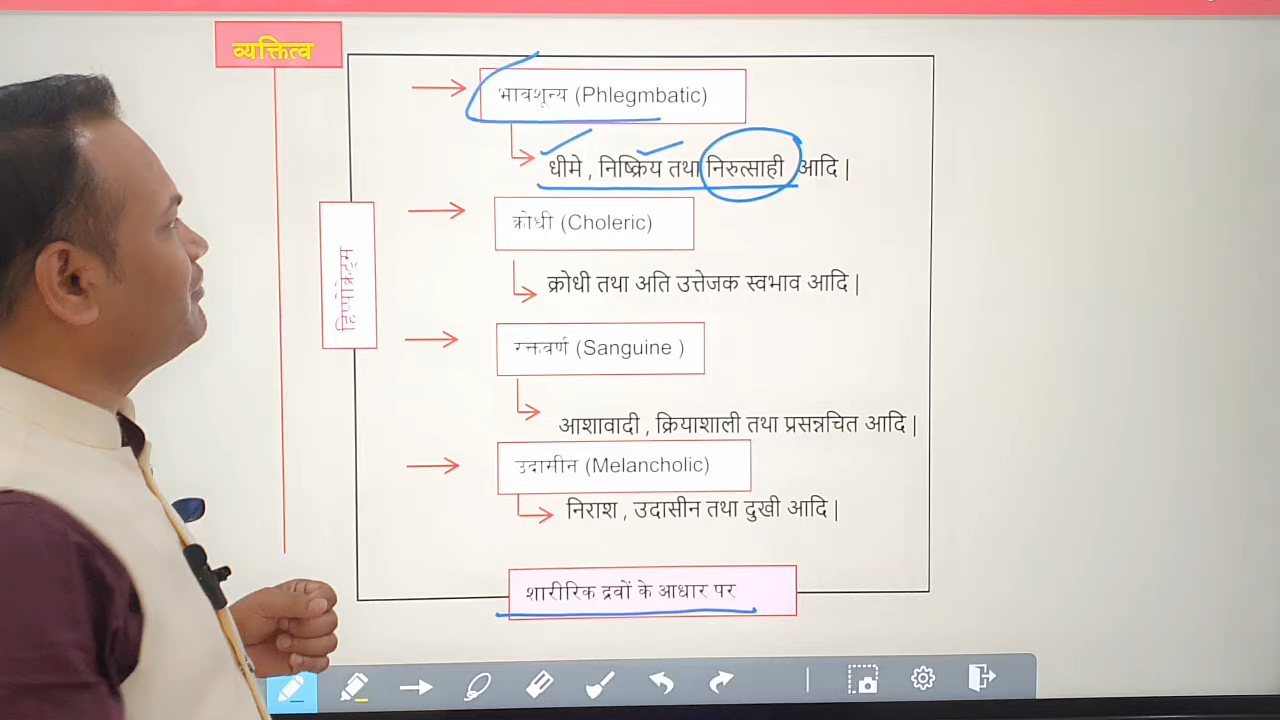 व्यक्तित्व
हिप्पोक्रेट्स
भावशून्य (Phlegmbatic)
धीमे , निष्क्रिय तथा निरुत्साही आदि |
क्रोधी (Choleric)
क्रोधी तथा अति उत्तेजक स्वभाव आदि |
रक्तवर्ण (Sanguine )
आशावादी , क्रियाशाली तथा प्रसन्नचित आदि |
उदासीन (Melancholic)
निराश , उदासीन तथा दुखी आदि |
शारीरिक द्रवों के आधार पर